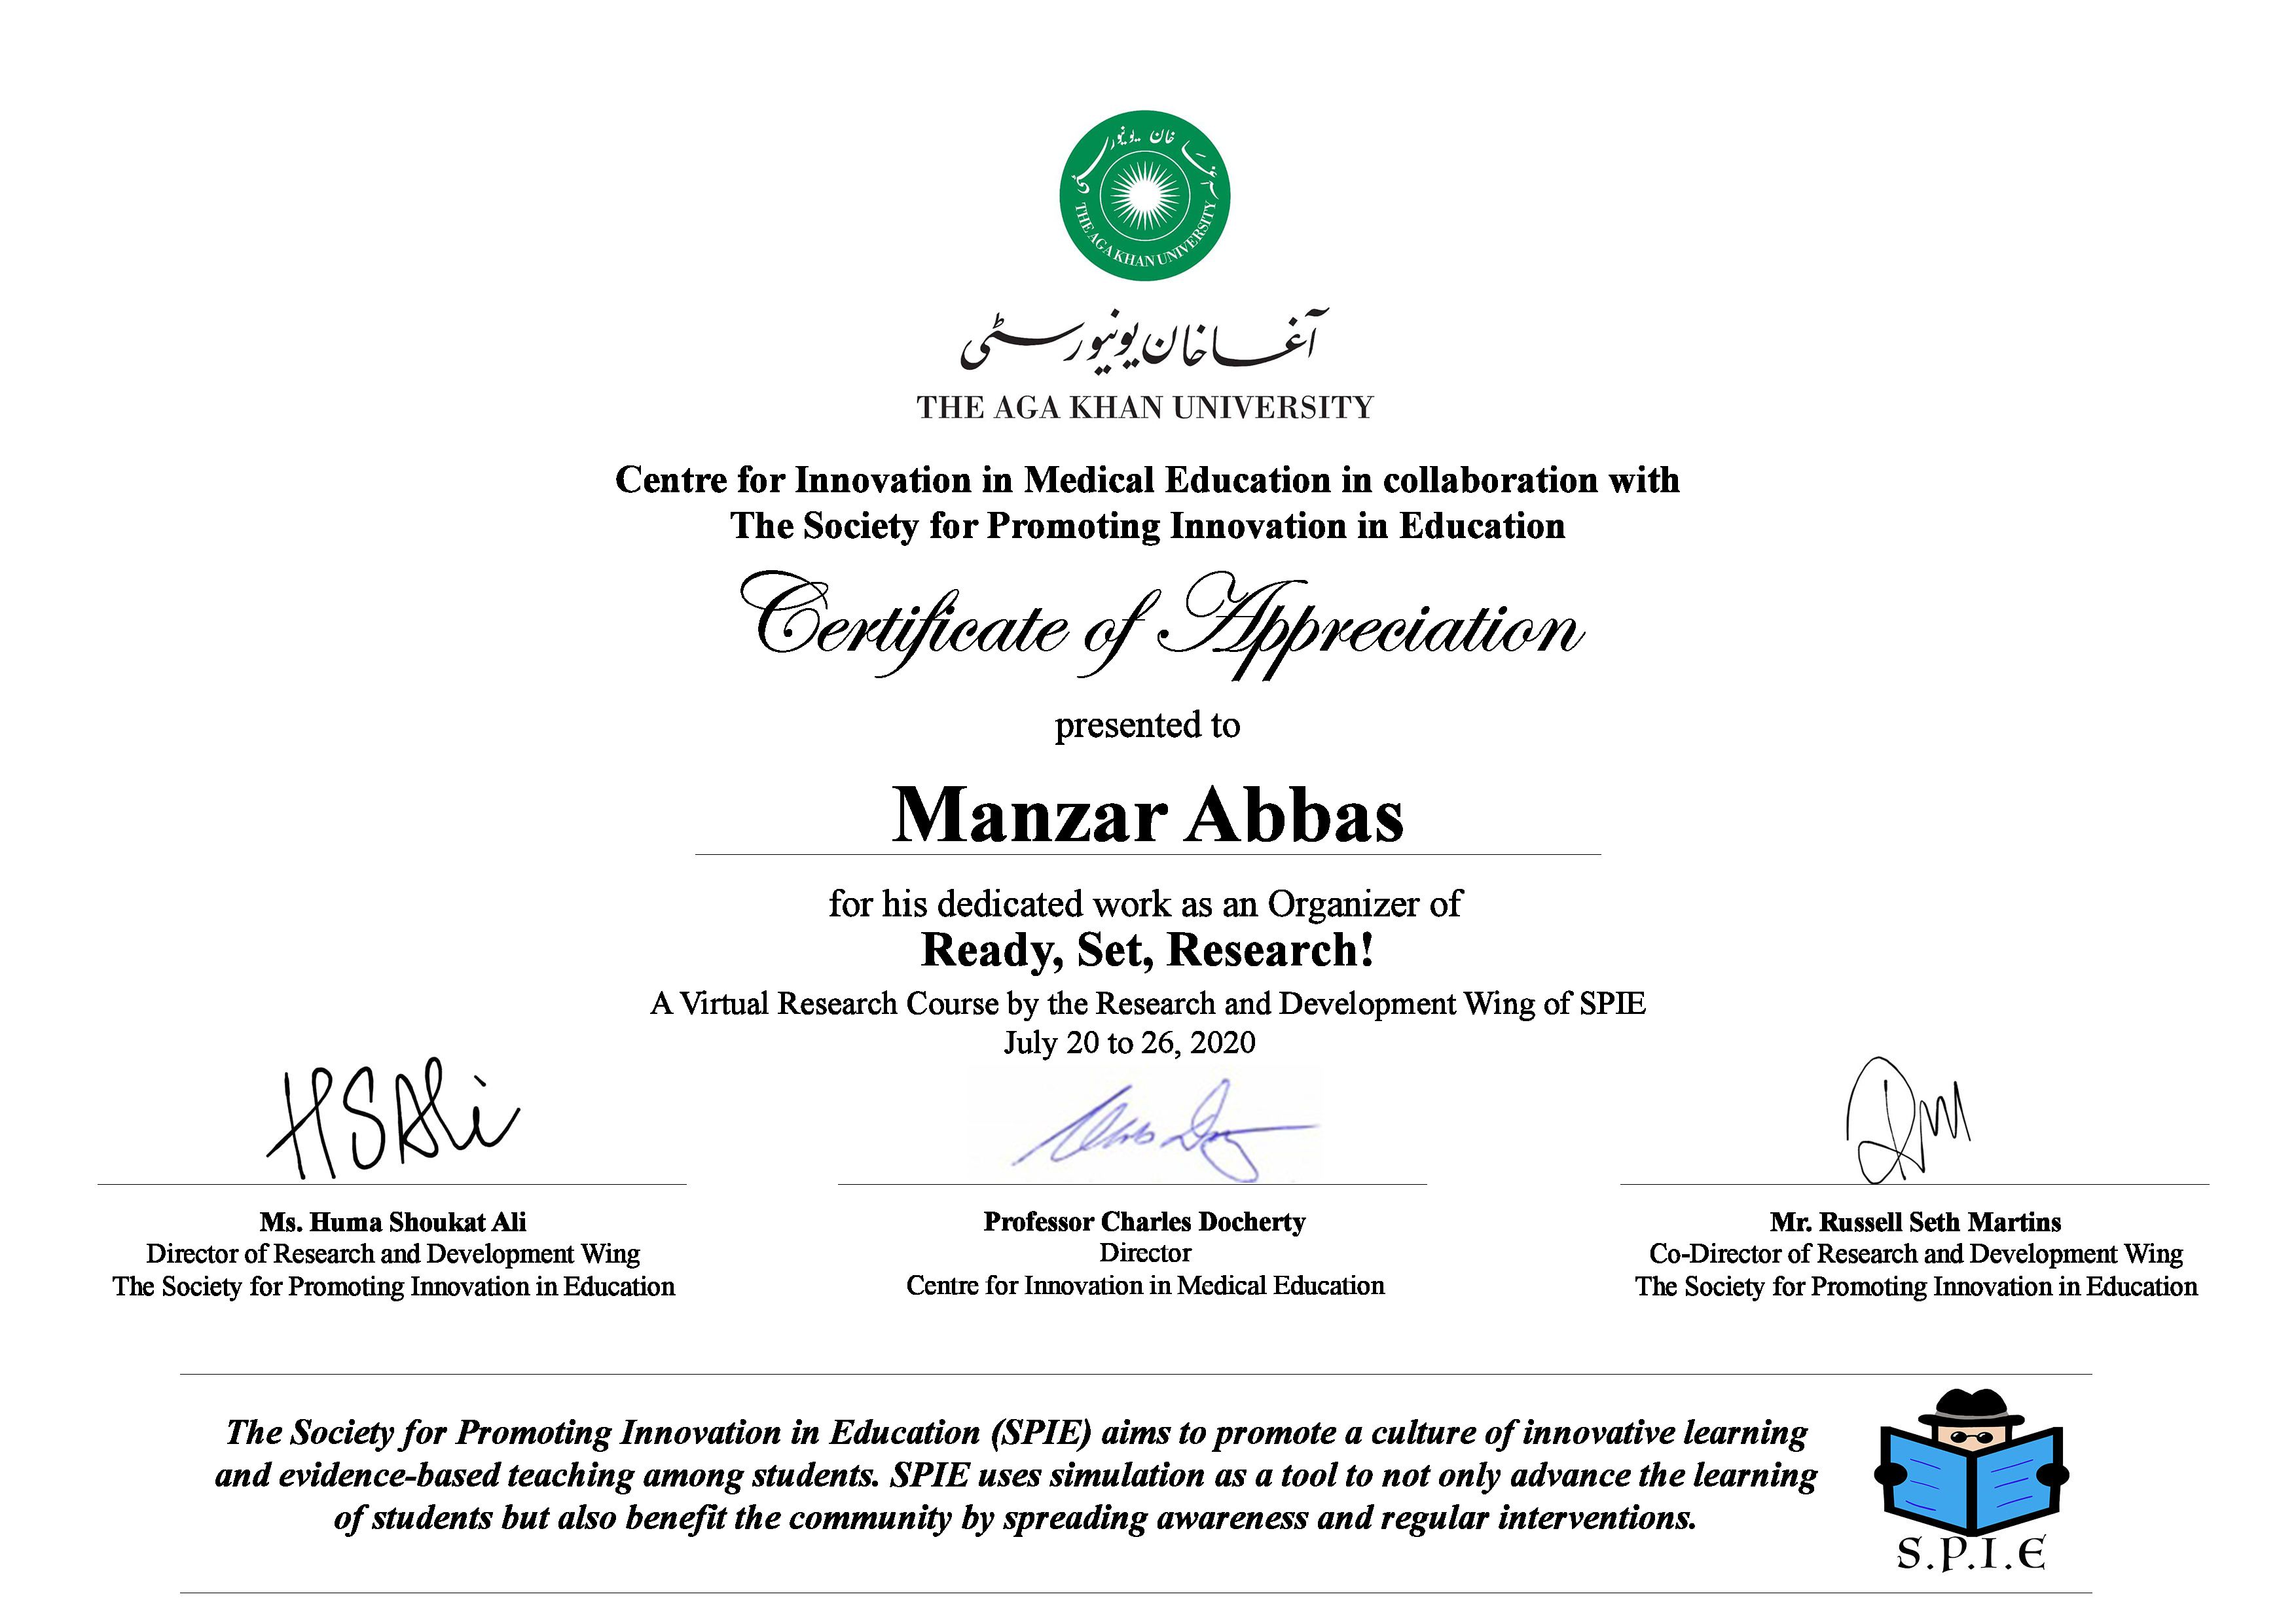 آغا خان یونیورسٹی
THE AGA KHAN UNIVERSITY
آغا خان یونیورسٹی
THE AGA KHAN UNIVERSITY
Centre for Innovation in Medical Education in collaboration with
The Society for Promoting Innovation in Education
Certificate of Appreciation
presented to
Manzar Abbas
for his dedicated work as an Organizer of
Ready, Set, Research!
A Virtual Research Course by the Research and Development Wing of SPIE
July 20 to 26, 2020
HSAli
Ms. Huma Shoukat Ali
Director of Research and Development Wing
The Society for Promoting Innovation in Education
Professor Charles Docherty
Director
Centre for Innovation in Medical Education
Mr. Russell Seth Martins
Co-Director of Research and Development Wing
The Society for Promoting Innovation in Education
The Society for Promoting Innovation in Education (SPIE) aims to promote a culture of innovative learning
and evidence-based teaching among students. SPIE uses simulation as a tool to not only advance the learning
of students but also benefit the community by spreading awareness and regular interventions.
S.P.I.E